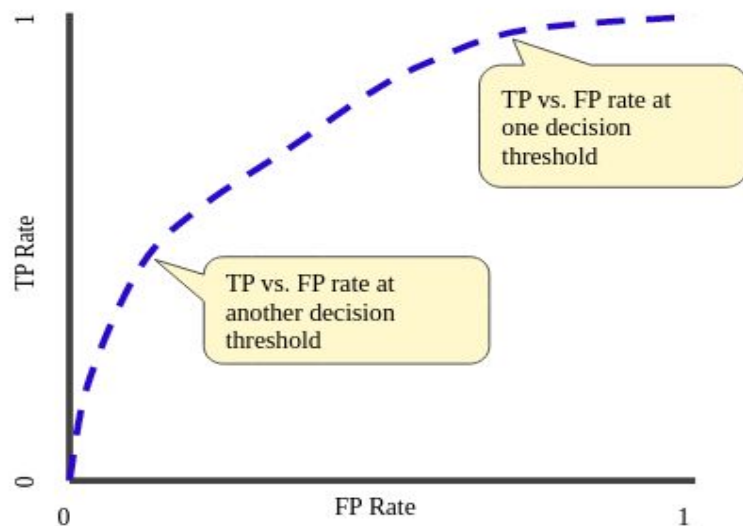 1
TP vs. FP rate at
one decision
threshold
TP Rate
TP vs. FP rate at
another decision
threshold
0
0
FP Rate
1